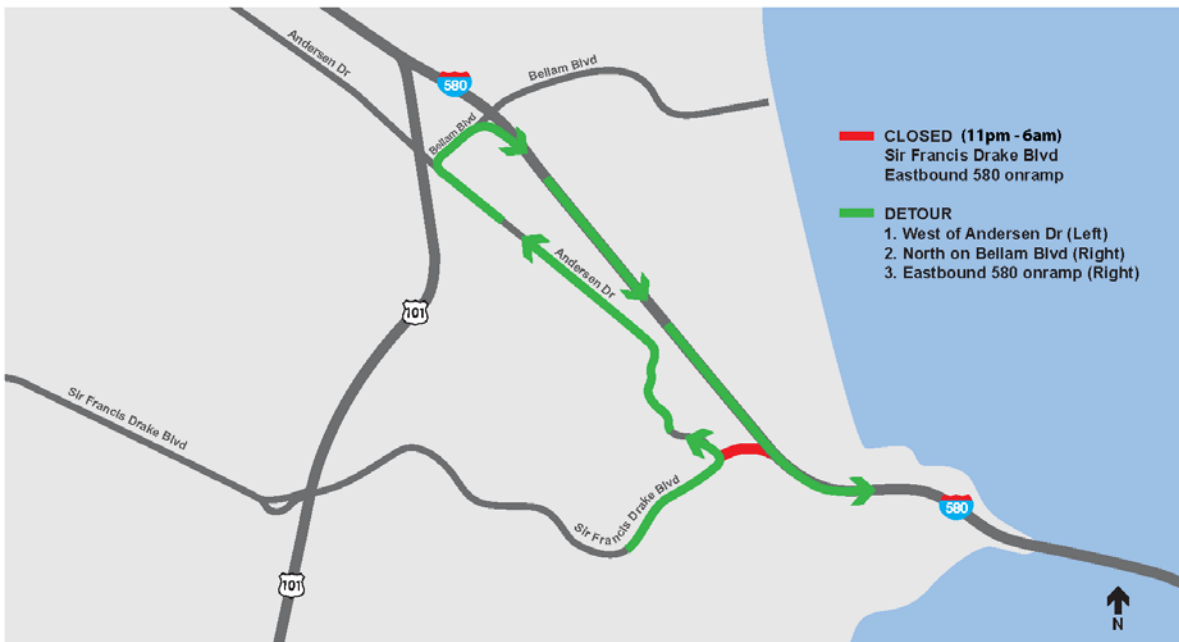 Andersen Dr
580
Bellam Blvd
Bellam Blvd
CLOSED (11pm - 6am)
Sir Francis Drake Blvd
Eastbound 580 onramp
DETOUR
1. West of Andersen Dr (Left)
2. North on Bellam Blvd (Right)
3. Eastbound 580 onramp (Right)
Andersen Dr
101
Sir Francis Drake Blvd
Sir Francis Drake Blvd
580
101
N